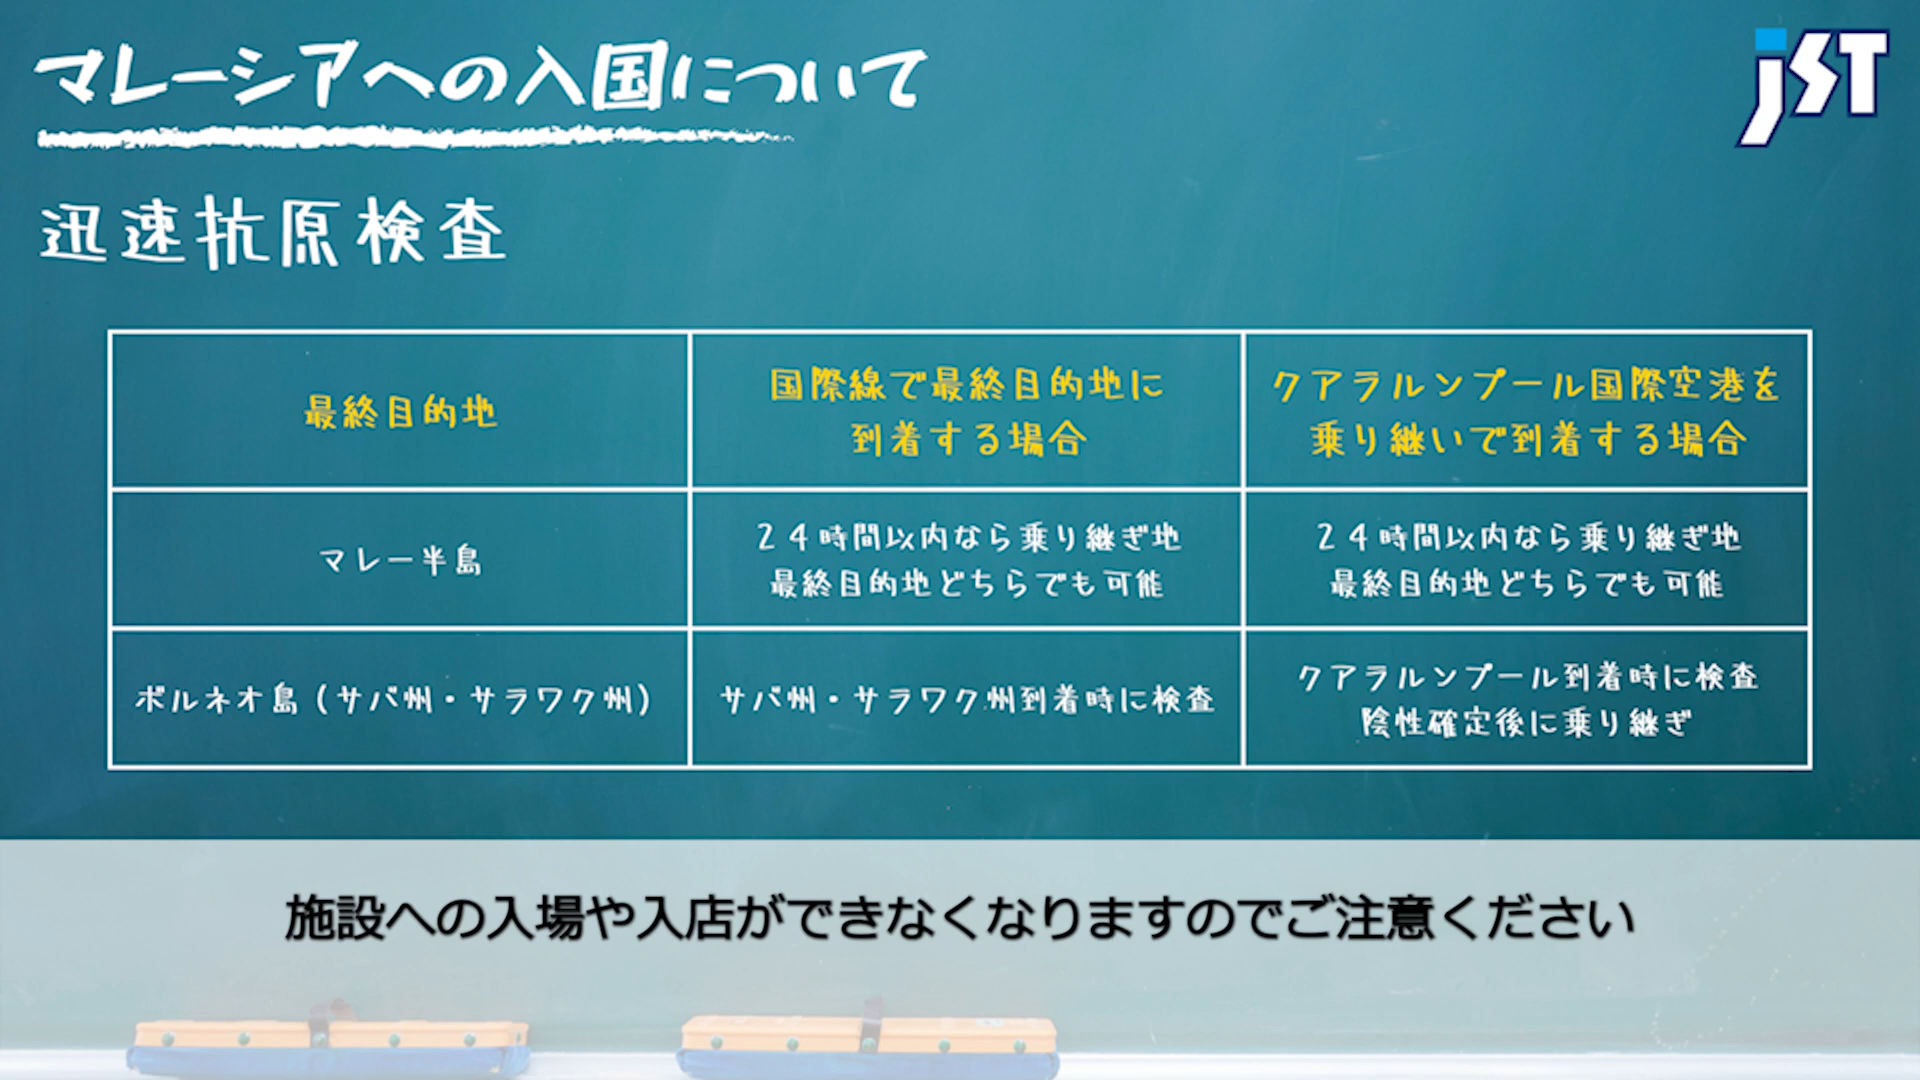 マレーシアへの入国について
jST
迅速抗原検査
最終目的地
国際線で最終目的地に
到着する場合
クアラルンプール国際空港を
乗り継いで到着する場合
マレー半島
24時間以内なら乗り継ぎ地
最終目的地どちらでも可能
24時間以内なら乗り継ぎ地
最終目的地どちらでも可能
ボルネオ島（サバ州・サラワク州）
サバ州・サラワク州到着時に検査
クアラルンプール到着時に検査
陰性確定後に乗り継ぎ
施設への入場や入店ができなくなりますのでご注意ください